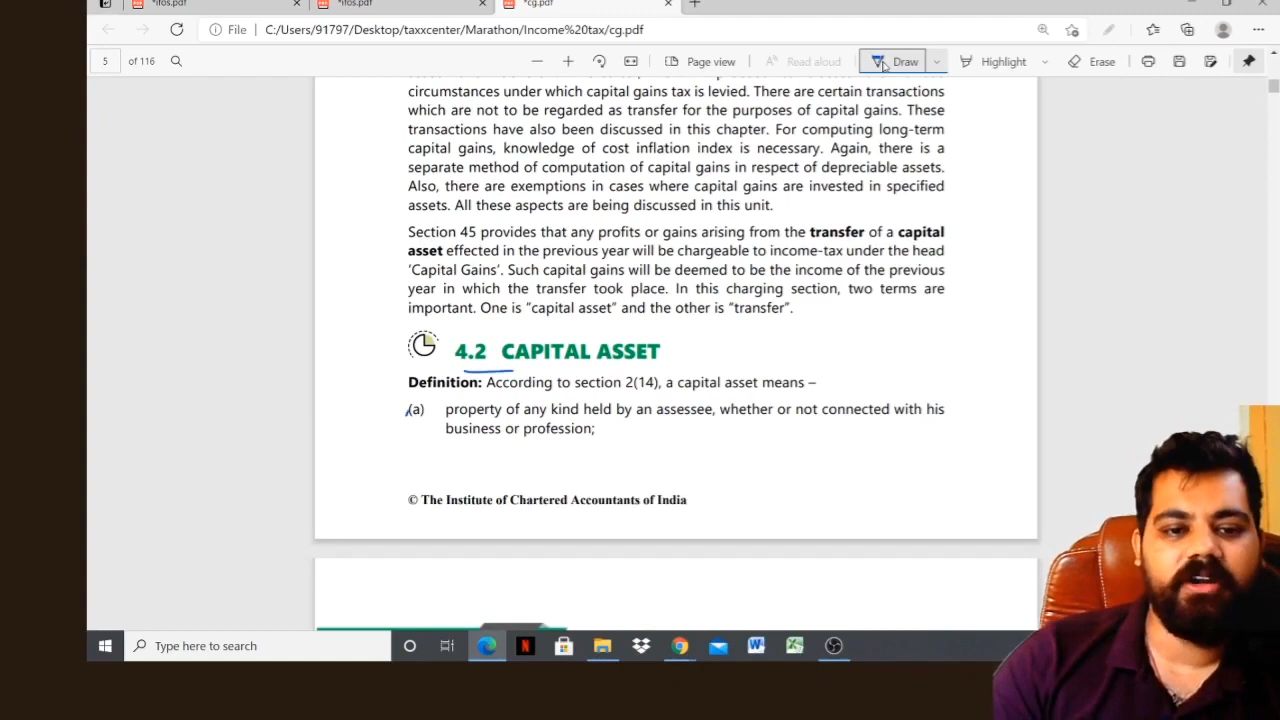 *ifos.pdf
*ifos.pdf
*cg.pdf
File C:/Users/91797/Desktop/taxxcenter/Marathon/Income%20tax/cg.pdf
5 of 116 Page view Read aloud Draw Highlight Erase
circumstances under which capital gains tax is levied. There are certain transactions
which are not to be regarded as transfer for the purposes of capital gains. These
transactions have also been discussed in this chapter. For computing long-term
capital gains, knowledge of cost inflation index is necessary. Again, there is a
separate method of computation of capital gains in respect of depreciable assets.
Also, there are exemptions in cases where capital gains are invested in specified
assets. All these aspects are being discussed in this unit.
Section 45 provides that any profits or gains arising from the transfer of a capital
asset effected in the previous year will be chargeable to income-tax under the head
‘Capital Gains’. Such capital gains will be deemed to be the income of the previous
year in which the transfer took place. In this charging section, two terms are
important. One is “capital asset” and the other is “transfer”.
4.2 CAPITAL ASSET
Definition: According to section 2(14), a capital asset means –
(a) property of any kind held by an assessee, whether or not connected with his
business or profession;
© The Institute of Chartered Accountants of India
Type here to search